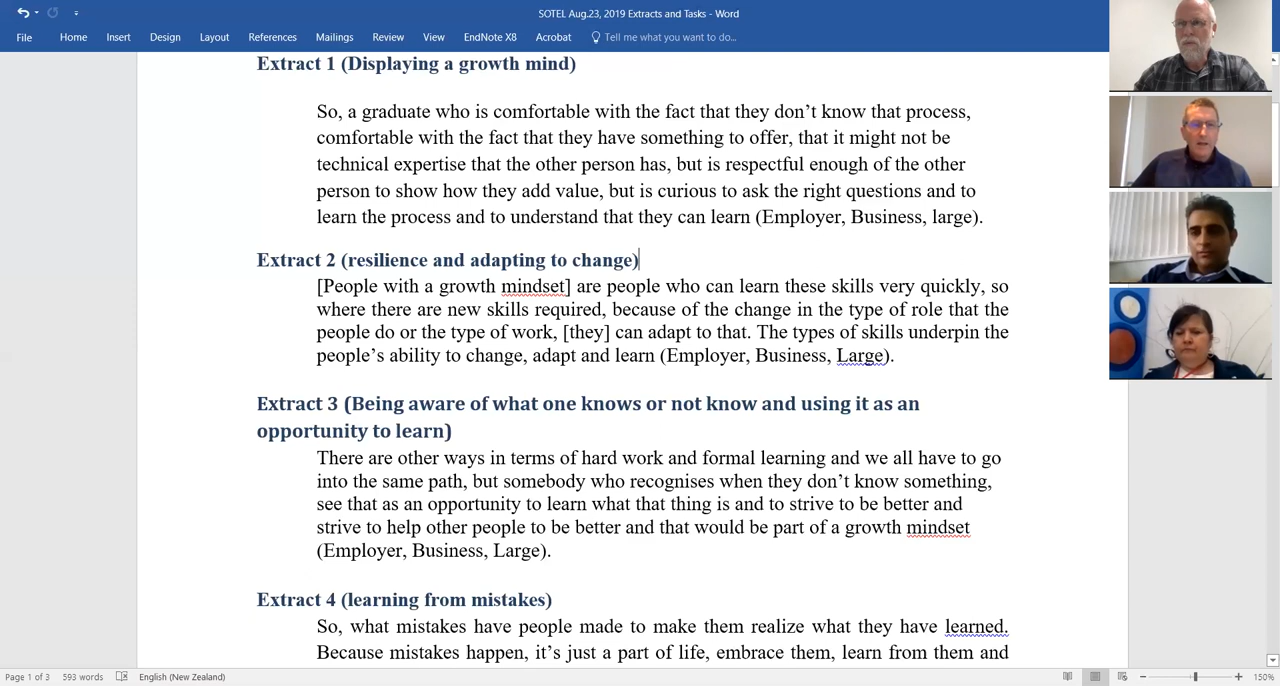 SOTEL Aug.23, 2019 Extracts and Tasks - Word
File Home Insert Design Layout References Mailings Review View EndNote X8 Acrobat Tell me what you want to do...
Extract 1 (Displaying a growth mind)
So, a graduate who is comfortable with the fact that they don’t know that process,
comfortable with the fact that they have something to offer, that it might not be
technical expertise that the other person has, but is respectful enough of the other
person to show how they add value, but is curious to ask the right questions and to
learn the process and to understand that they can learn (Employer, Business, large).
Extract 2 (resilience and adapting to change)
[People with a growth mindset] are people who can learn these skills very quickly, so
where there are new skills required, because of the change in the type of role that the
people do or the type of work, [they] can adapt to that. The types of skills underpin the
people’s ability to change, adapt and learn (Employer, Business, Large).
Extract 3 (Being aware of what one knows or not know and using it as an
opportunity to learn)
There are other ways in terms of hard work and formal learning and we all have to go
into the same path, but somebody who recognises when they don’t know something,
see that as an opportunity to learn what that thing is and to strive to be better and
strive to help other people to be better and that would be part of a growth mindset
(Employer, Business, Large).
Extract 4 (learning from mistakes)
So, what mistakes have people made to make them realize what they have learned.
Because mistakes happen, it’s just a part of life, embrace them, learn from them and
Page 1 of 3 593 words English (New Zealand) 150%